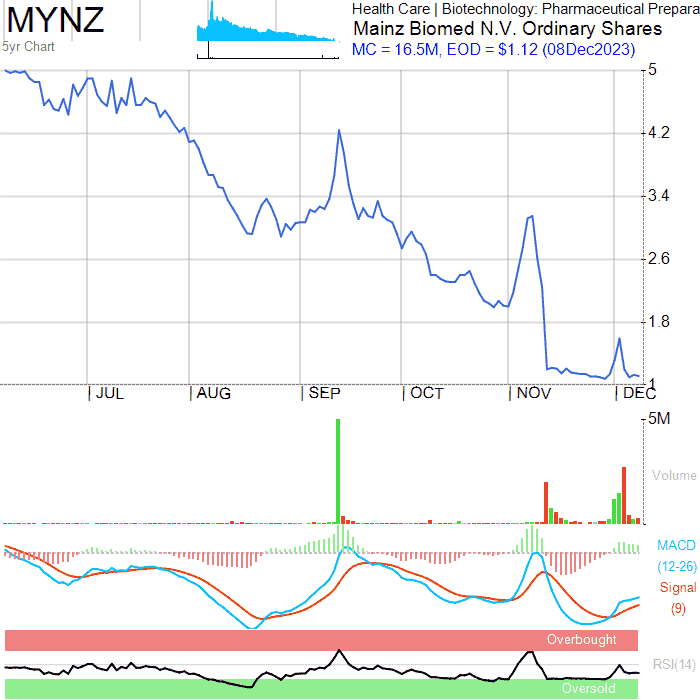 MYNZ
5yr Chart
Health Care | Biotechnology: Pharmaceutical Prepara
Mainz Biomed N.V. Ordinary Shares
MC = 16.5M, EOD = $1.12 (08Dec2023)
5
4.2
3.4
2.6
1.8
1
JUL AUG SEP OCT NOV DEC
5M
Volume
MACD
(12-26)
Signal
(9)
Overbought
RSI(14)
Oversold